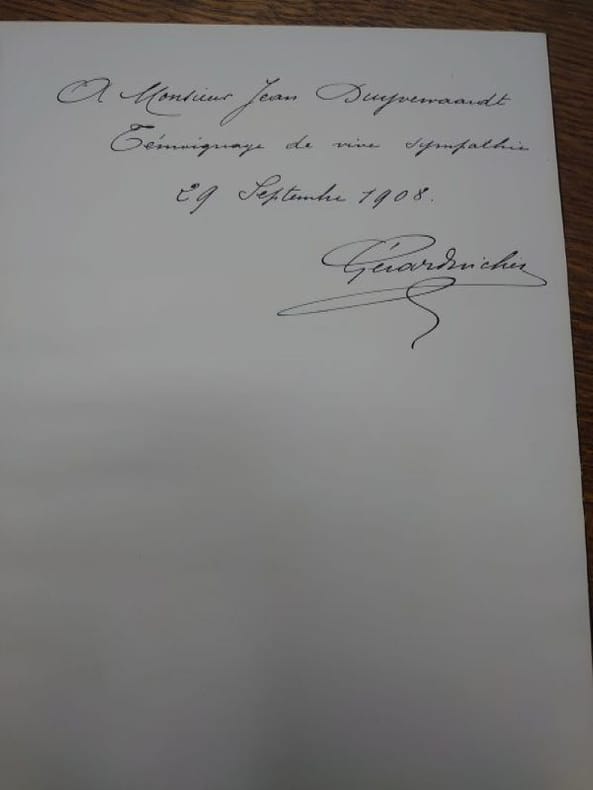 A Monsieur Jean Duyvewaardt
Témoignage de vive sympathie
29 Septembre 1908.